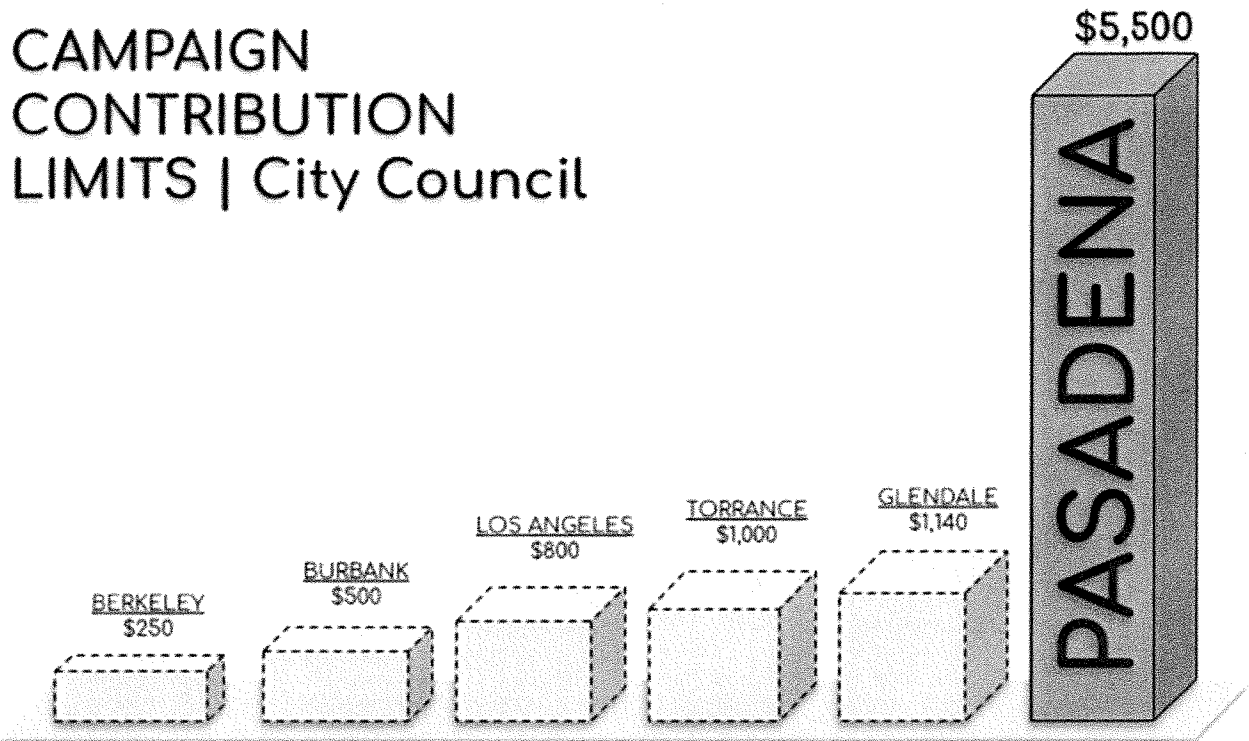 CAMPAIGN
CONTRIBUTION
LIMITS | City Council
BERKELEY
$250
BURBANK
$500
LOS ANGELES
$800
TORRANCE
$1,000
GLENDALE
$1,140
$5,500
PASADENA